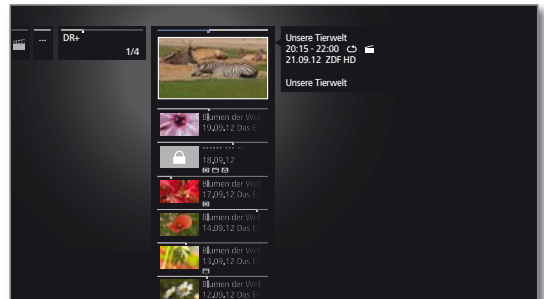 ...
DR+
1/4
Unsere Tierwelt
20:15 - 22:00
21.09.12 ZDF HD
Unsere Tierwelt
Blumen der Wel
19.09.12 Das E
****** *** **
18.09.12
Blumen der Wel
17.09.12 Das E
Blumen der Wel
14.09.12 Das E
Blumen der Wel
13.09.12 Das E
Blumen der Wel
12.09.12 Das E